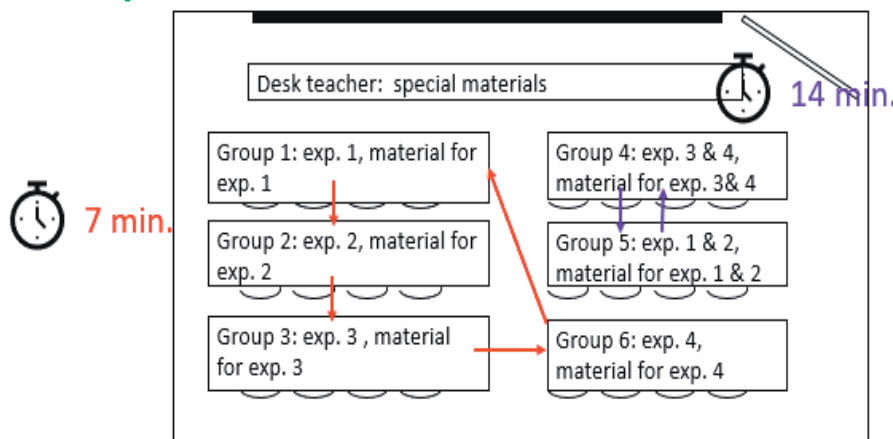 Desk teacher: special materials
14 min.
Group 1: exp. 1, material for
exp. 1
Group 4: exp. 3 & 4,
material for exp. 3& 4
7 min.
Group 2: exp. 2, material for
exp. 2
Group 5: exp. 1 & 2,
material for exp. 1 & 2
Group 3: exp. 3 , material
for exp. 3
Group 6: exp. 4,
material for exp. 4